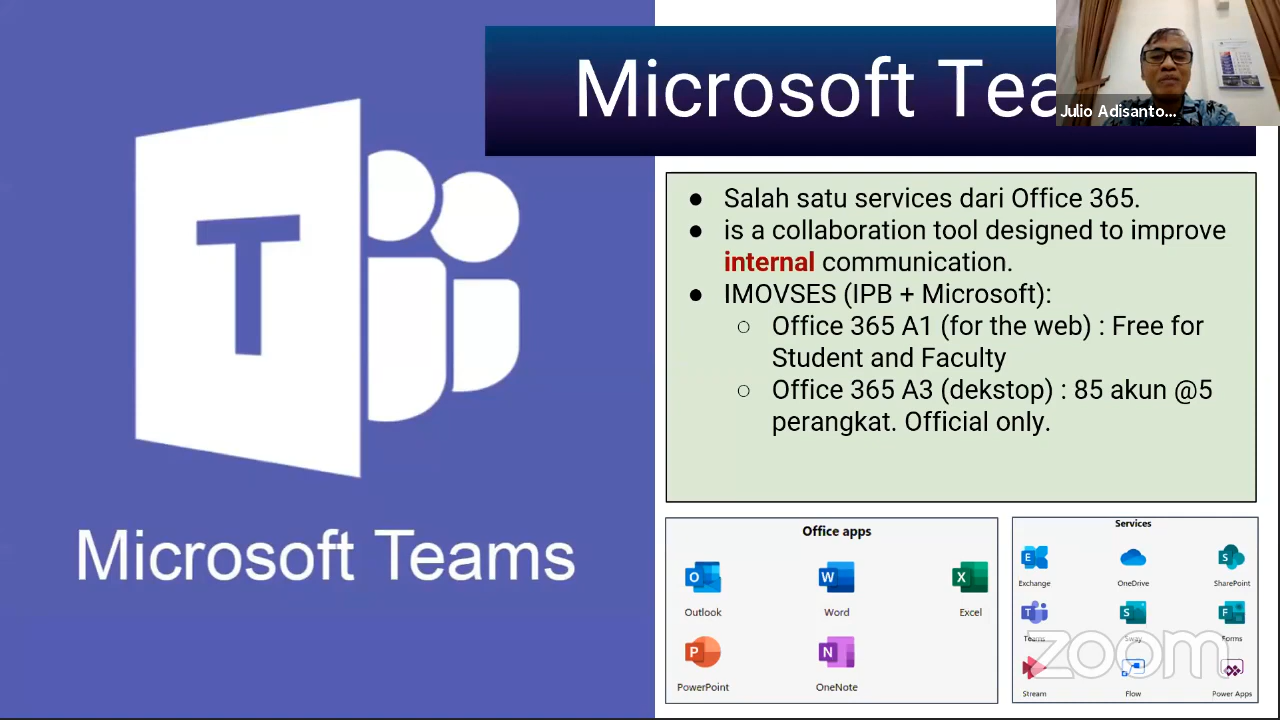 Microsoft Tea
Julio Adisanto...
T
Microsoft Teams
● Salah satu services dari Office 365.
● is a collaboration tool designed to improve
internal communication.
● IMOVSES (IPB + Microsoft):
○ Office 365 A1 (for the web) : Free for
Student and Faculty
○ Office 365 A3 (dekstop) : 85 akun @5
perangkat. Official only.
Office apps
O
W
X
Outlook
Word
Excel
P
N
PowerPoint
OneNote
Services
E
S
Exchange
OneDrive
SharePoint
T
S
F
Teams
Sway
Forms
Stream
Flow
Power Apps
zoom